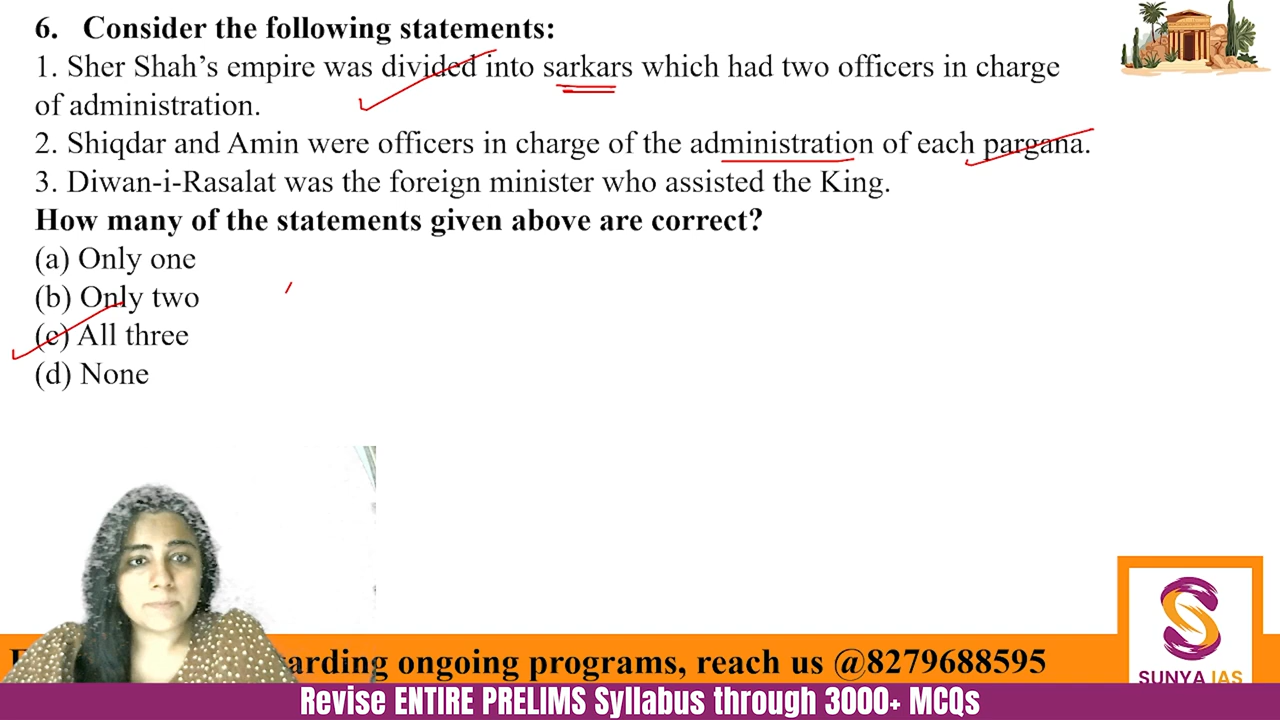 6. Consider the following statements:
1. Sher Shah’s empire was divided into sarkars which had two officers in charge
of administration.
2. Shiqdar and Amin were officers in charge of the administration of each pargana.
3. Diwan-i-Rasalat was the foreign minister who assisted the King.
How many of the statements given above are correct?
(a) Only one
(b) Only two
(c) All three
(d) None
arding ongoing programs, reach us @8279688595
SUNYA IAS
Revise ENTIRE PRELIMS Syllabus through 3000+ MCQs